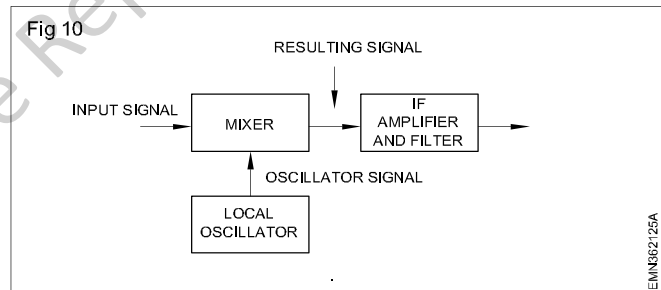 Fig 10
RESULTING SIGNAL
INPUT SIGNAL
MIXER
IF
AMPLIFIER
AND FILTER
OSCILLATOR SIGNAL
LOCAL
OSCILLATOR
EMN362125A